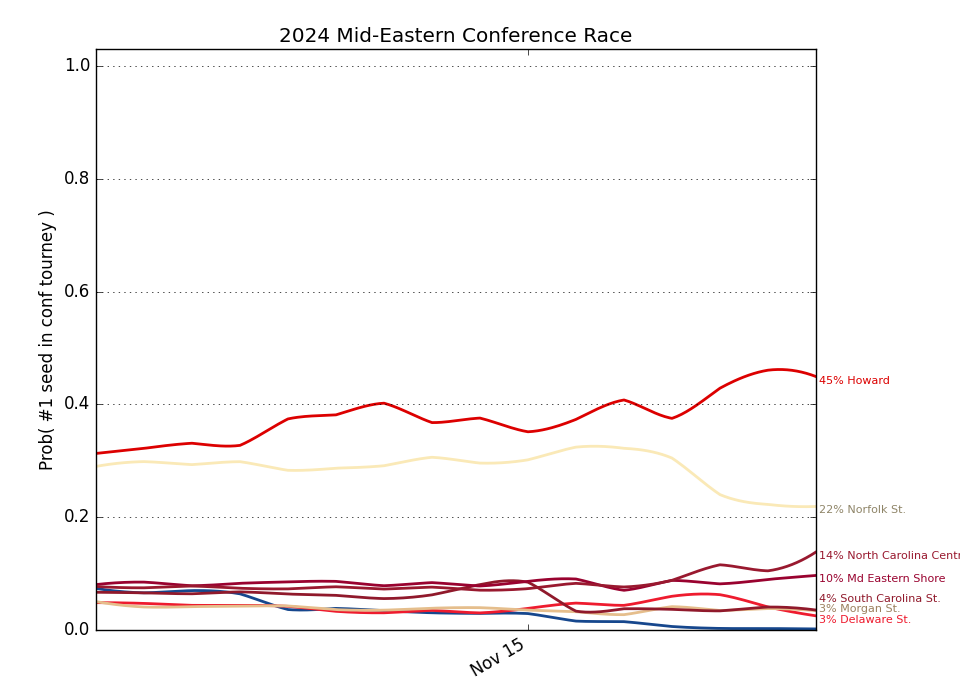 2024 Mid-Eastern Conference Race
1.0
0.8
0.6
0.4
0.2
0.0
Prob( #1 seed in conf tourney )
Nov 15
45% Howard
22% Norfolk St.
14% North Carolina Centr
10% Md Eastern Shore
4% South Carolina St.
3% Morgan St.
3% Delaware St.